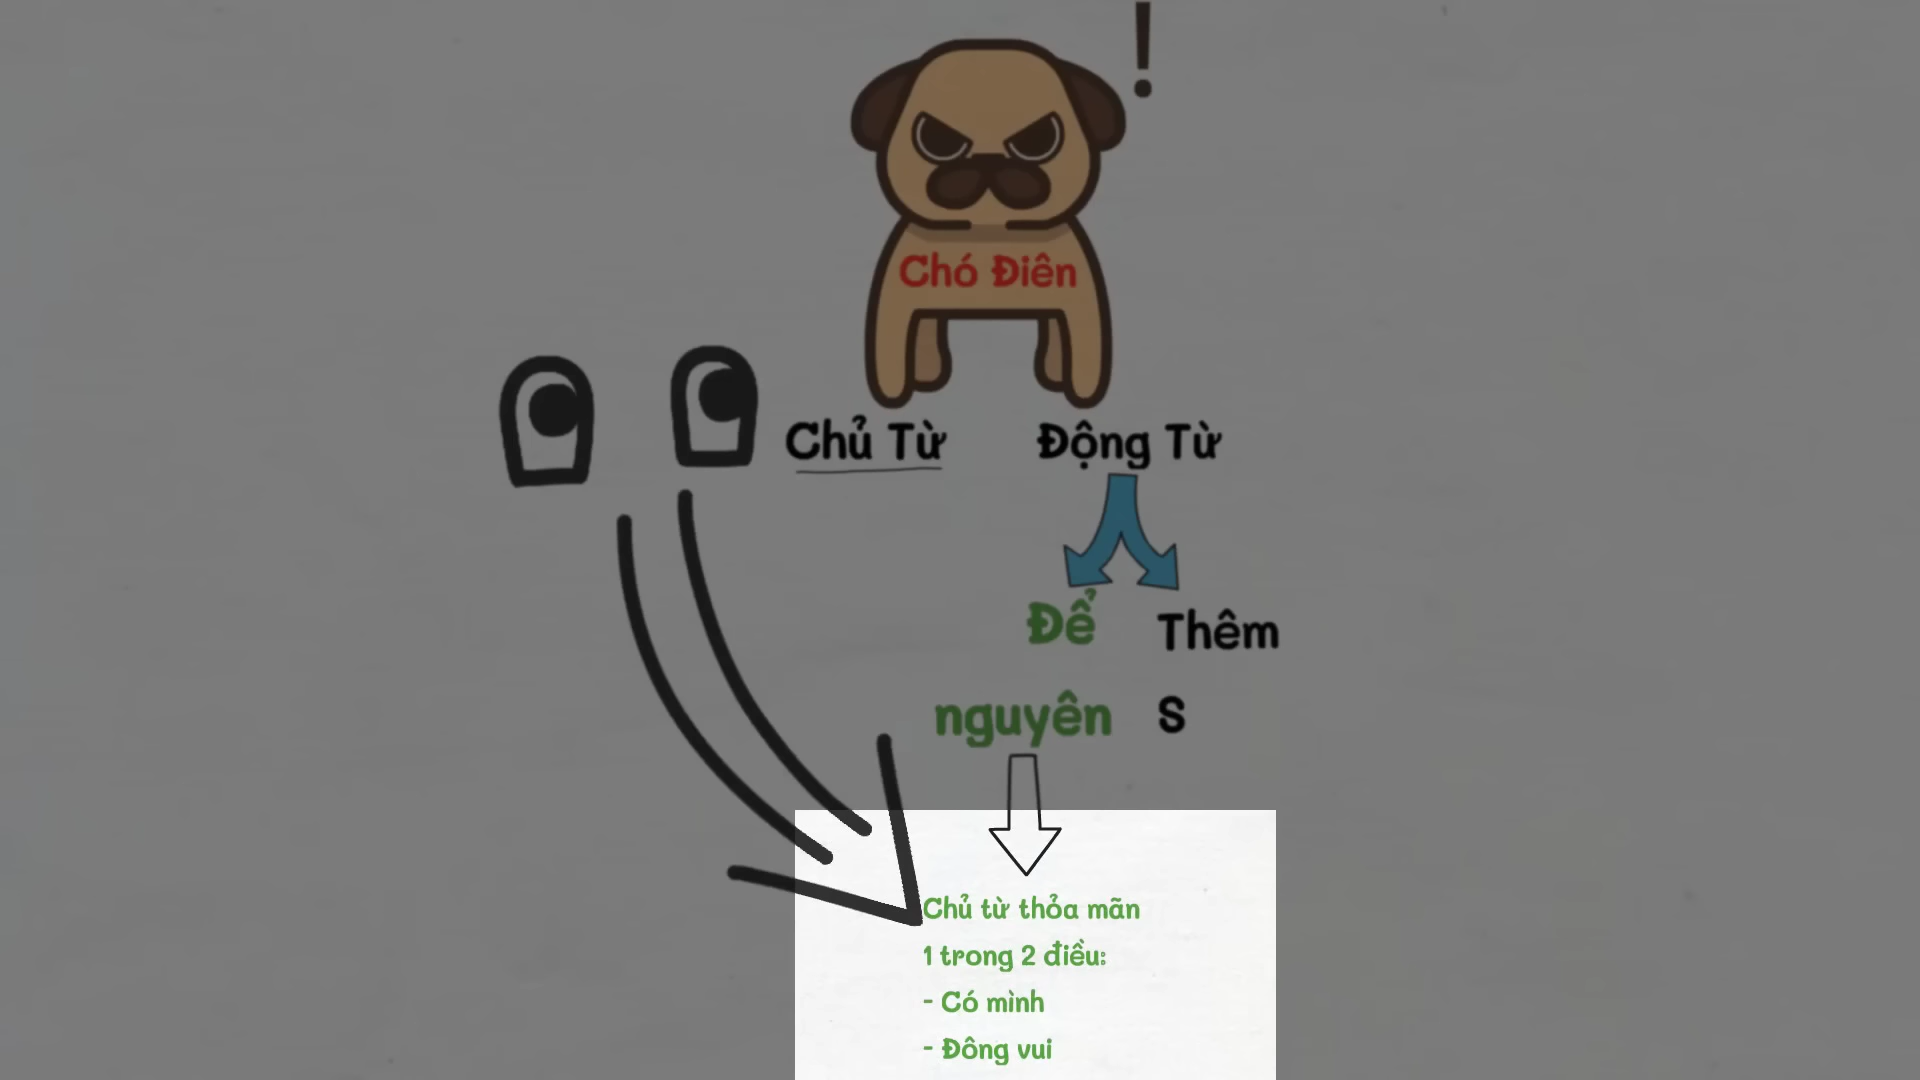 !
Chó Điên
Chủ Từ Động Từ
Để Thêm
nguyên S
Chủ từ thỏa mãn
1 trong 2 điều:
- Có mình
- Đông vui